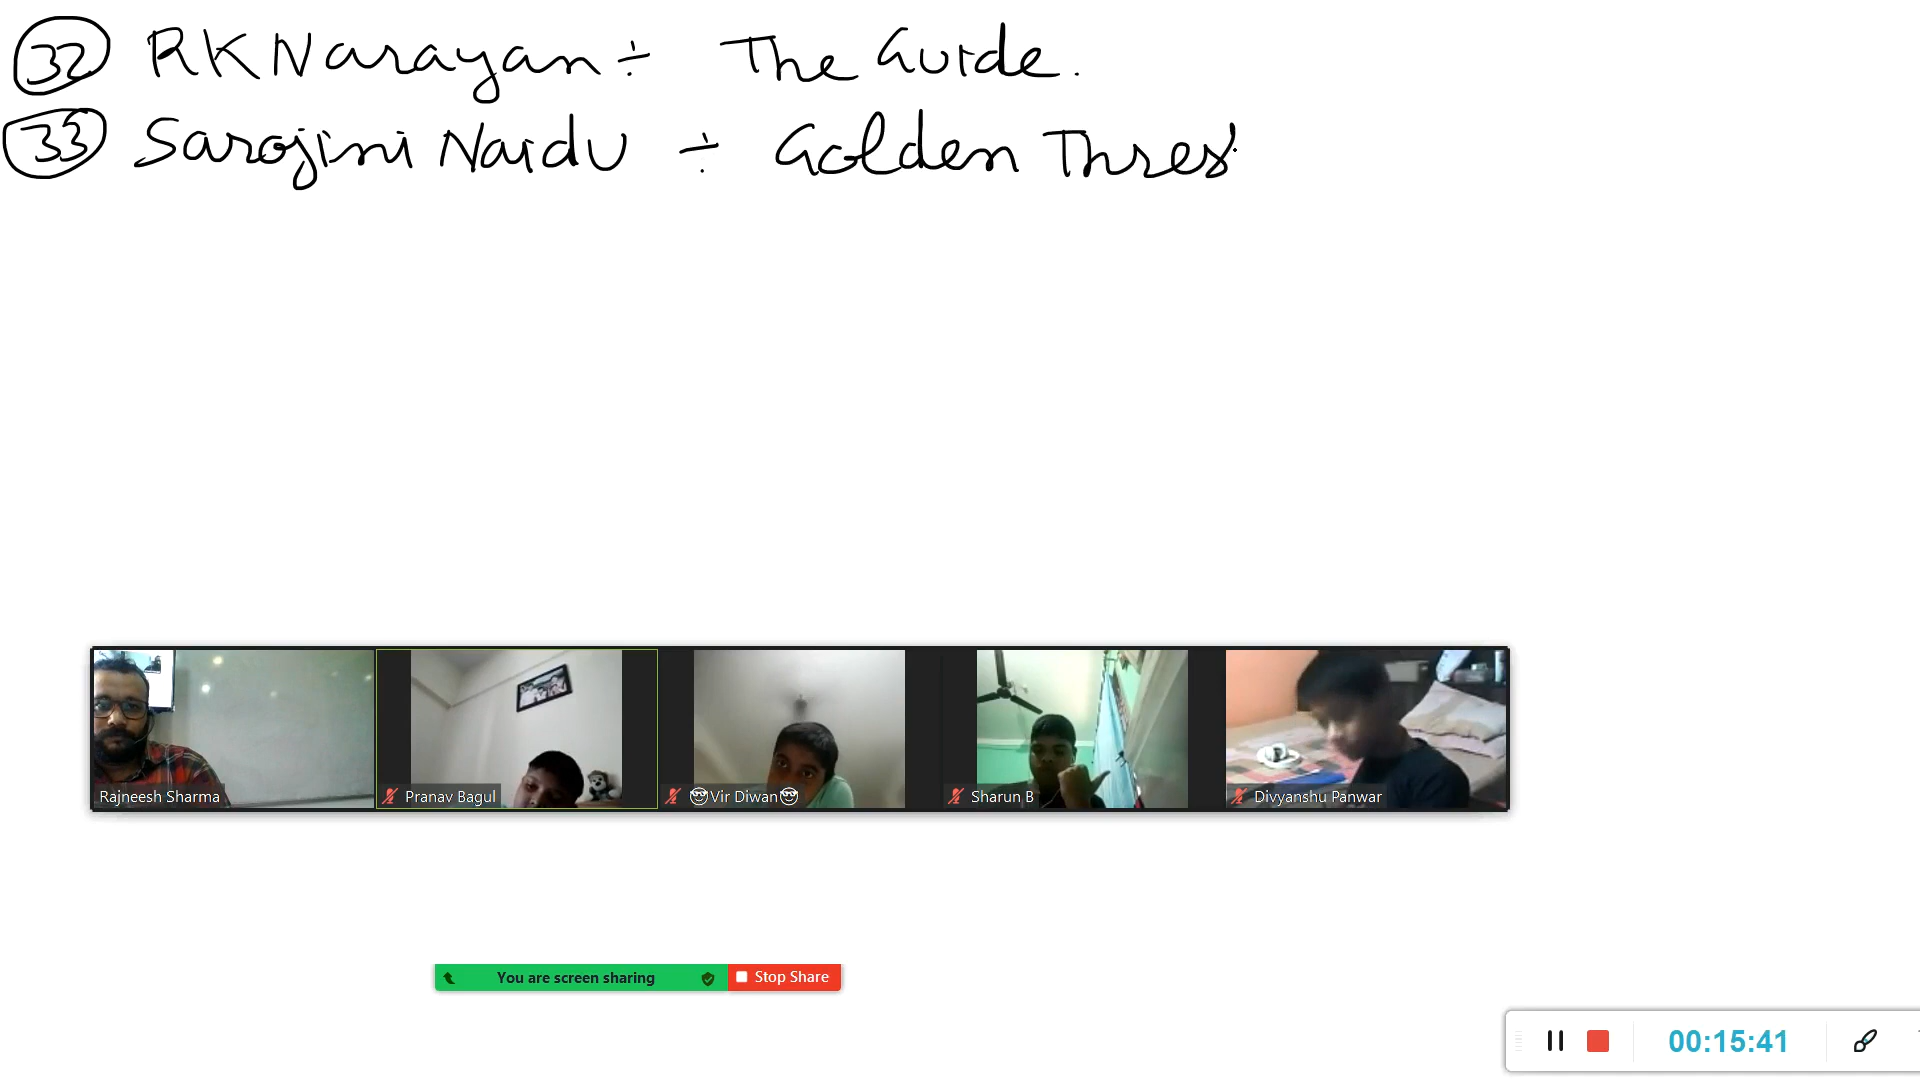 32 RK Narayan ÷ The Guide.
33 Sarojini Naidu ÷ Golden Thres
Rajneesh Sharma
Pranav Bagul
🤓Vir Diwan🤓
Sharun B
Divyanshu Panwar
You are screen sharing
Stop Share
00:15:41